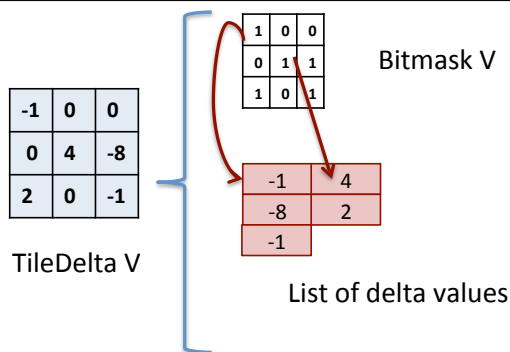 -1 0 0
0 4 -8
2 0 -1
TileDelta V
1 0 0
0 1 1
1 0 1
Bitmask V
-1 4
-8 2
-1
List of delta values